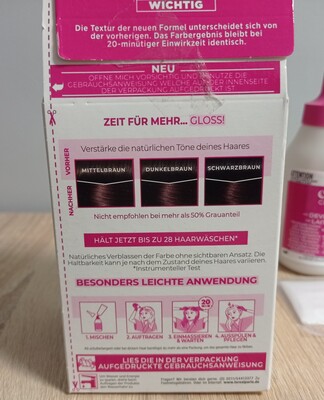 WICHTIG
Die Textur der neuen Formel unterscheidet sich von
der vorherigen. Das Farbergebnis bleibt bei
20-minütiger Einwirkzeit identisch.
NEU
ÖFFNE MICH VORSICHTIG UND NUTZE DIE
GEBRAUCHSANWEISUNG WELCHE AUF DER INNENSEITE
DER VERPACKUNG AUFGEDRUCKT IST
ZEIT FÜR MEHR... GLOSS!
Verstärke die natürlichen Töne deines Haares
VORHER
NACHHER
MITTELBRAUN
DUNKELBRAUN
SCHWARZBRAUN
Nicht empfohlen bei mehr als 50% Grauanteil
HÄLT JETZT BIS ZU 28 HAARWÄSCHEN*
Natürliches Verblassen der Farbe ohne sichtbaren Ansatz. Die
Haltbarkeit kann je nach dem Zustand deines Haares variieren.
*Instrumenteller Test
BESONDERS LEICHTE ANWENDUNG
20
1. MISCHEN
2. AUFTRAGEN
3. EINMASSIEREN
& WARTEN
4. AUSSPÜLEN &
PFLEGEN
LIES DIE IN DER VERPACKUNG
AUFGEDRUCKTE GEBRAUCHSANWEISUNG